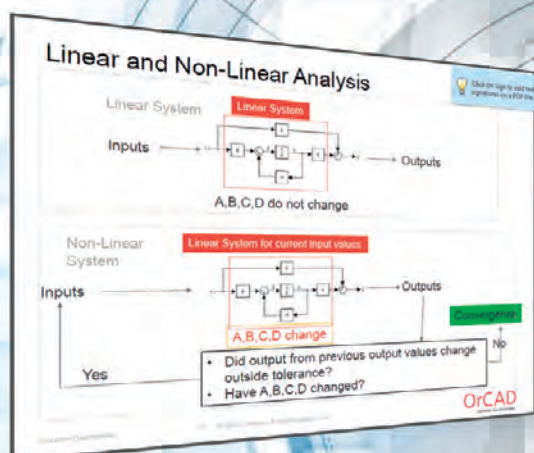 Linear and Non-Linear Analysis
Linear System
Linear System
Inputs
Outputs
A,B,C,D do not change
Non-Linear
System
Linear System for current input values
Inputs
Outputs
A,B,C,D change
Convergence
Yes
No
• Did output from previous output values change
outside tolerance?
• Have A,B,C,D changed?
OrCAD